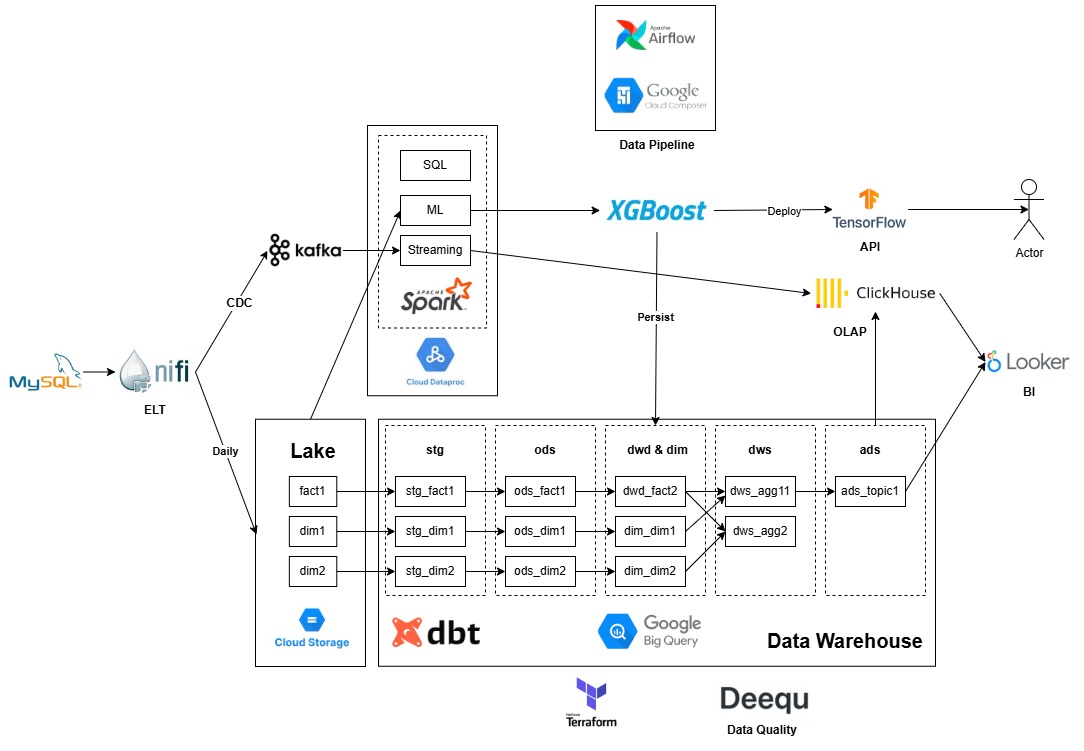 APACHE
Airflow
Google
Cloud Composer
Data Pipeline
SQL
ML
Streaming
APACHE
Spark
Cloud Dataproc
kafka
CDC
MySQL
nifi
ELT
Daily
XGBoost
Deploy
TensorFlow
API
Actor
Persist
ClickHouse
OLAP
Looker
BI
Lake
fact1
dim1
dim2
Cloud Storage
stg
ods
dwd & dim
dws
ads
stg_fact1
ods_fact1
dwd_fact2
dws_agg11
ads_topic1
stg_dim1
ods_dim1
dim_dim1
dws_agg2
stg_dim2
ods_dim2
dim_dim2
dbt
Google
Big Query
Data Warehouse
Terraform
Deequ
Data Quality